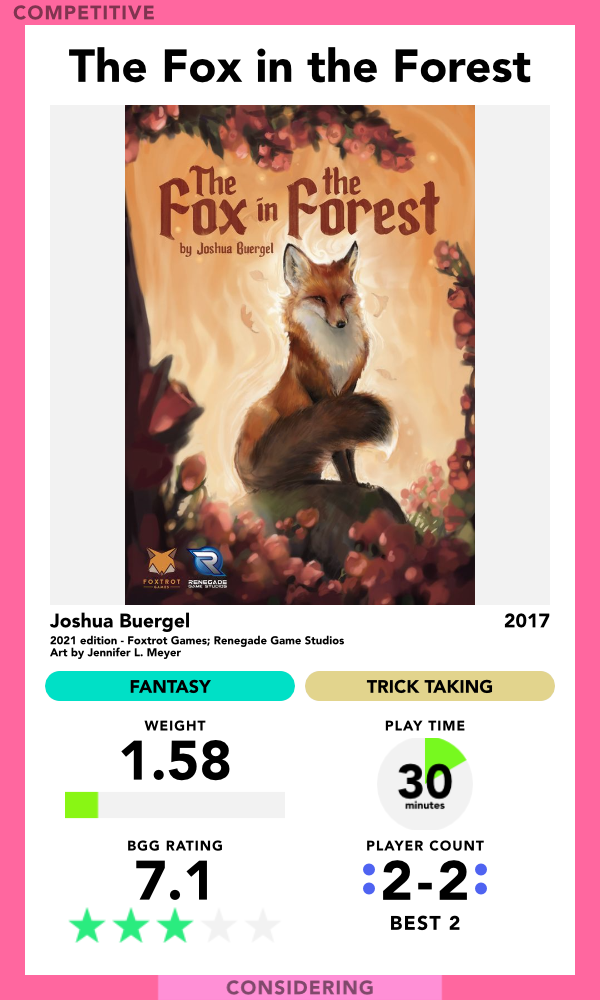 COMPETITIVE
The Fox in the Forest
The Fox in the Forest
by Joshua Buergel
FOXTROT
GAMES
RENEGADE
GAME STUDIOS
Joshua Buergel
2017
2021 edition - Foxtrot Games; Renegade Game Studios
Art by Jennifer L. Meyer
FANTASY
TRICK TAKING
WEIGHT
1.58
PLAY TIME
30
minutes
BGG RATING
7.1
PLAYER COUNT
2-2
BEST 2
CONSIDERING